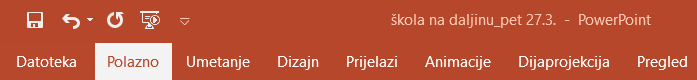 škola na daljinu_pet 27.3. - PowerPoint
Datoteka Polazno Umetanje Dizajn Prijelazi Animacije Dijaprojekcija Pregled